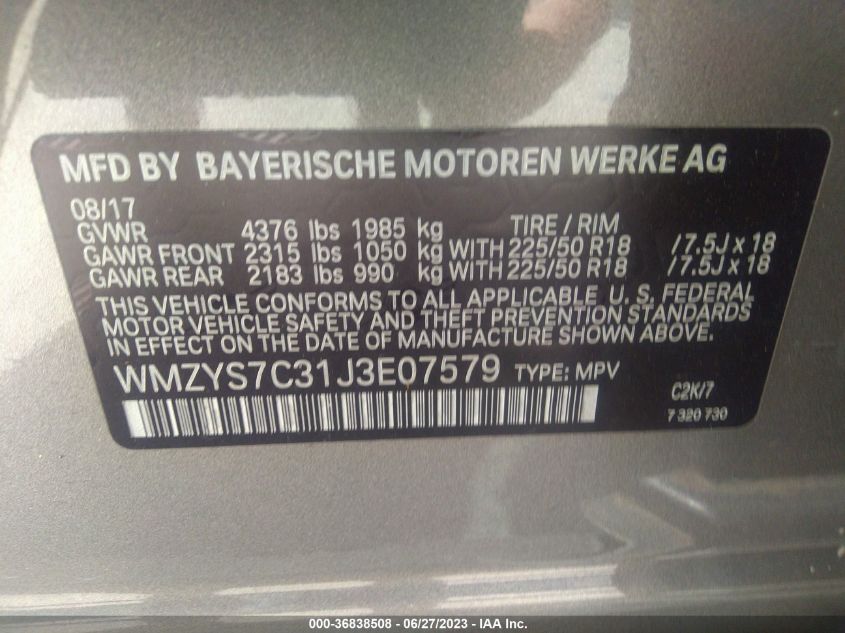 MFD BY BAYERISCHE MOTOREN WERKE AG
08/17
GVWR 4376 lbs 1985 kg TIRE / RIM
GAWR FRONT 2315 lbs 1050 kg WITH 225/50 R18 /7.5J x 18
GAWR REAR 2183 lbs 990 kg WITH 225/50 R18 /7.5J x 18
THIS VEHICLE CONFORMS TO ALL APPLICABLE U. S. FEDERAL
MOTOR VEHICLE SAFETY AND THEFT PREVENTION STANDARDS
IN EFFECT ON THE DATE OF MANUFACTURE SHOWN ABOVE.
WMZYS7C31J3E07579 TYPE: MPV
C2K/7
7 320 730
000-36838508 - 06/27/2023 - IAA Inc.